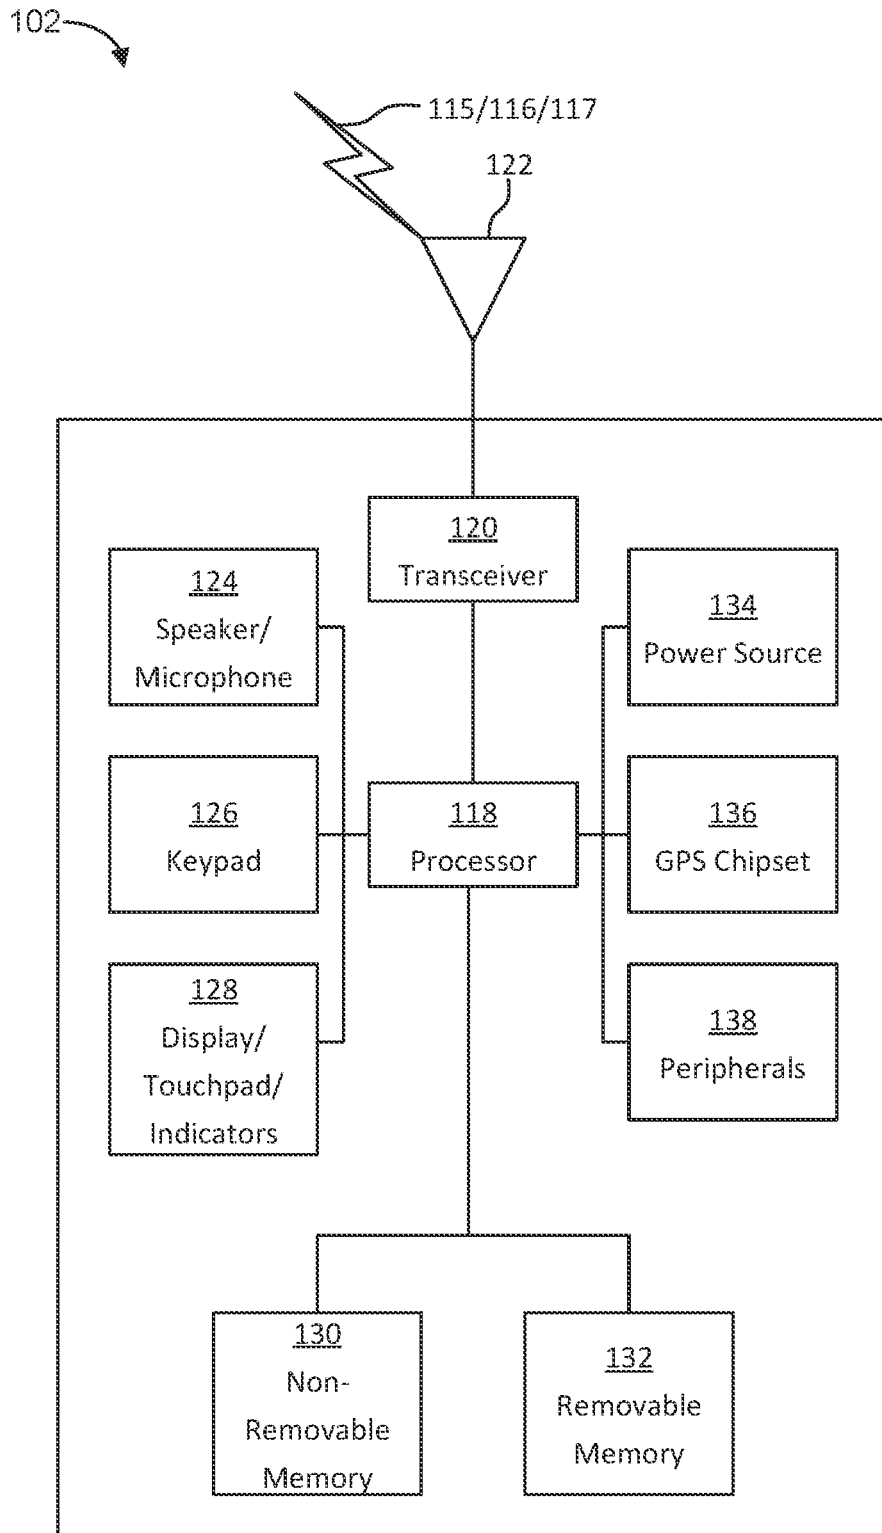 102
115/116/117
122
120
Transceiver
124
Speaker/
Microphone
134
Power Source
126
Keypad
118
Processor
136
GPS Chipset
128
Display/
Touchpad/
Indicators
138
Peripherals
130
Non-
Removable
Memory
132
Removable
Memory